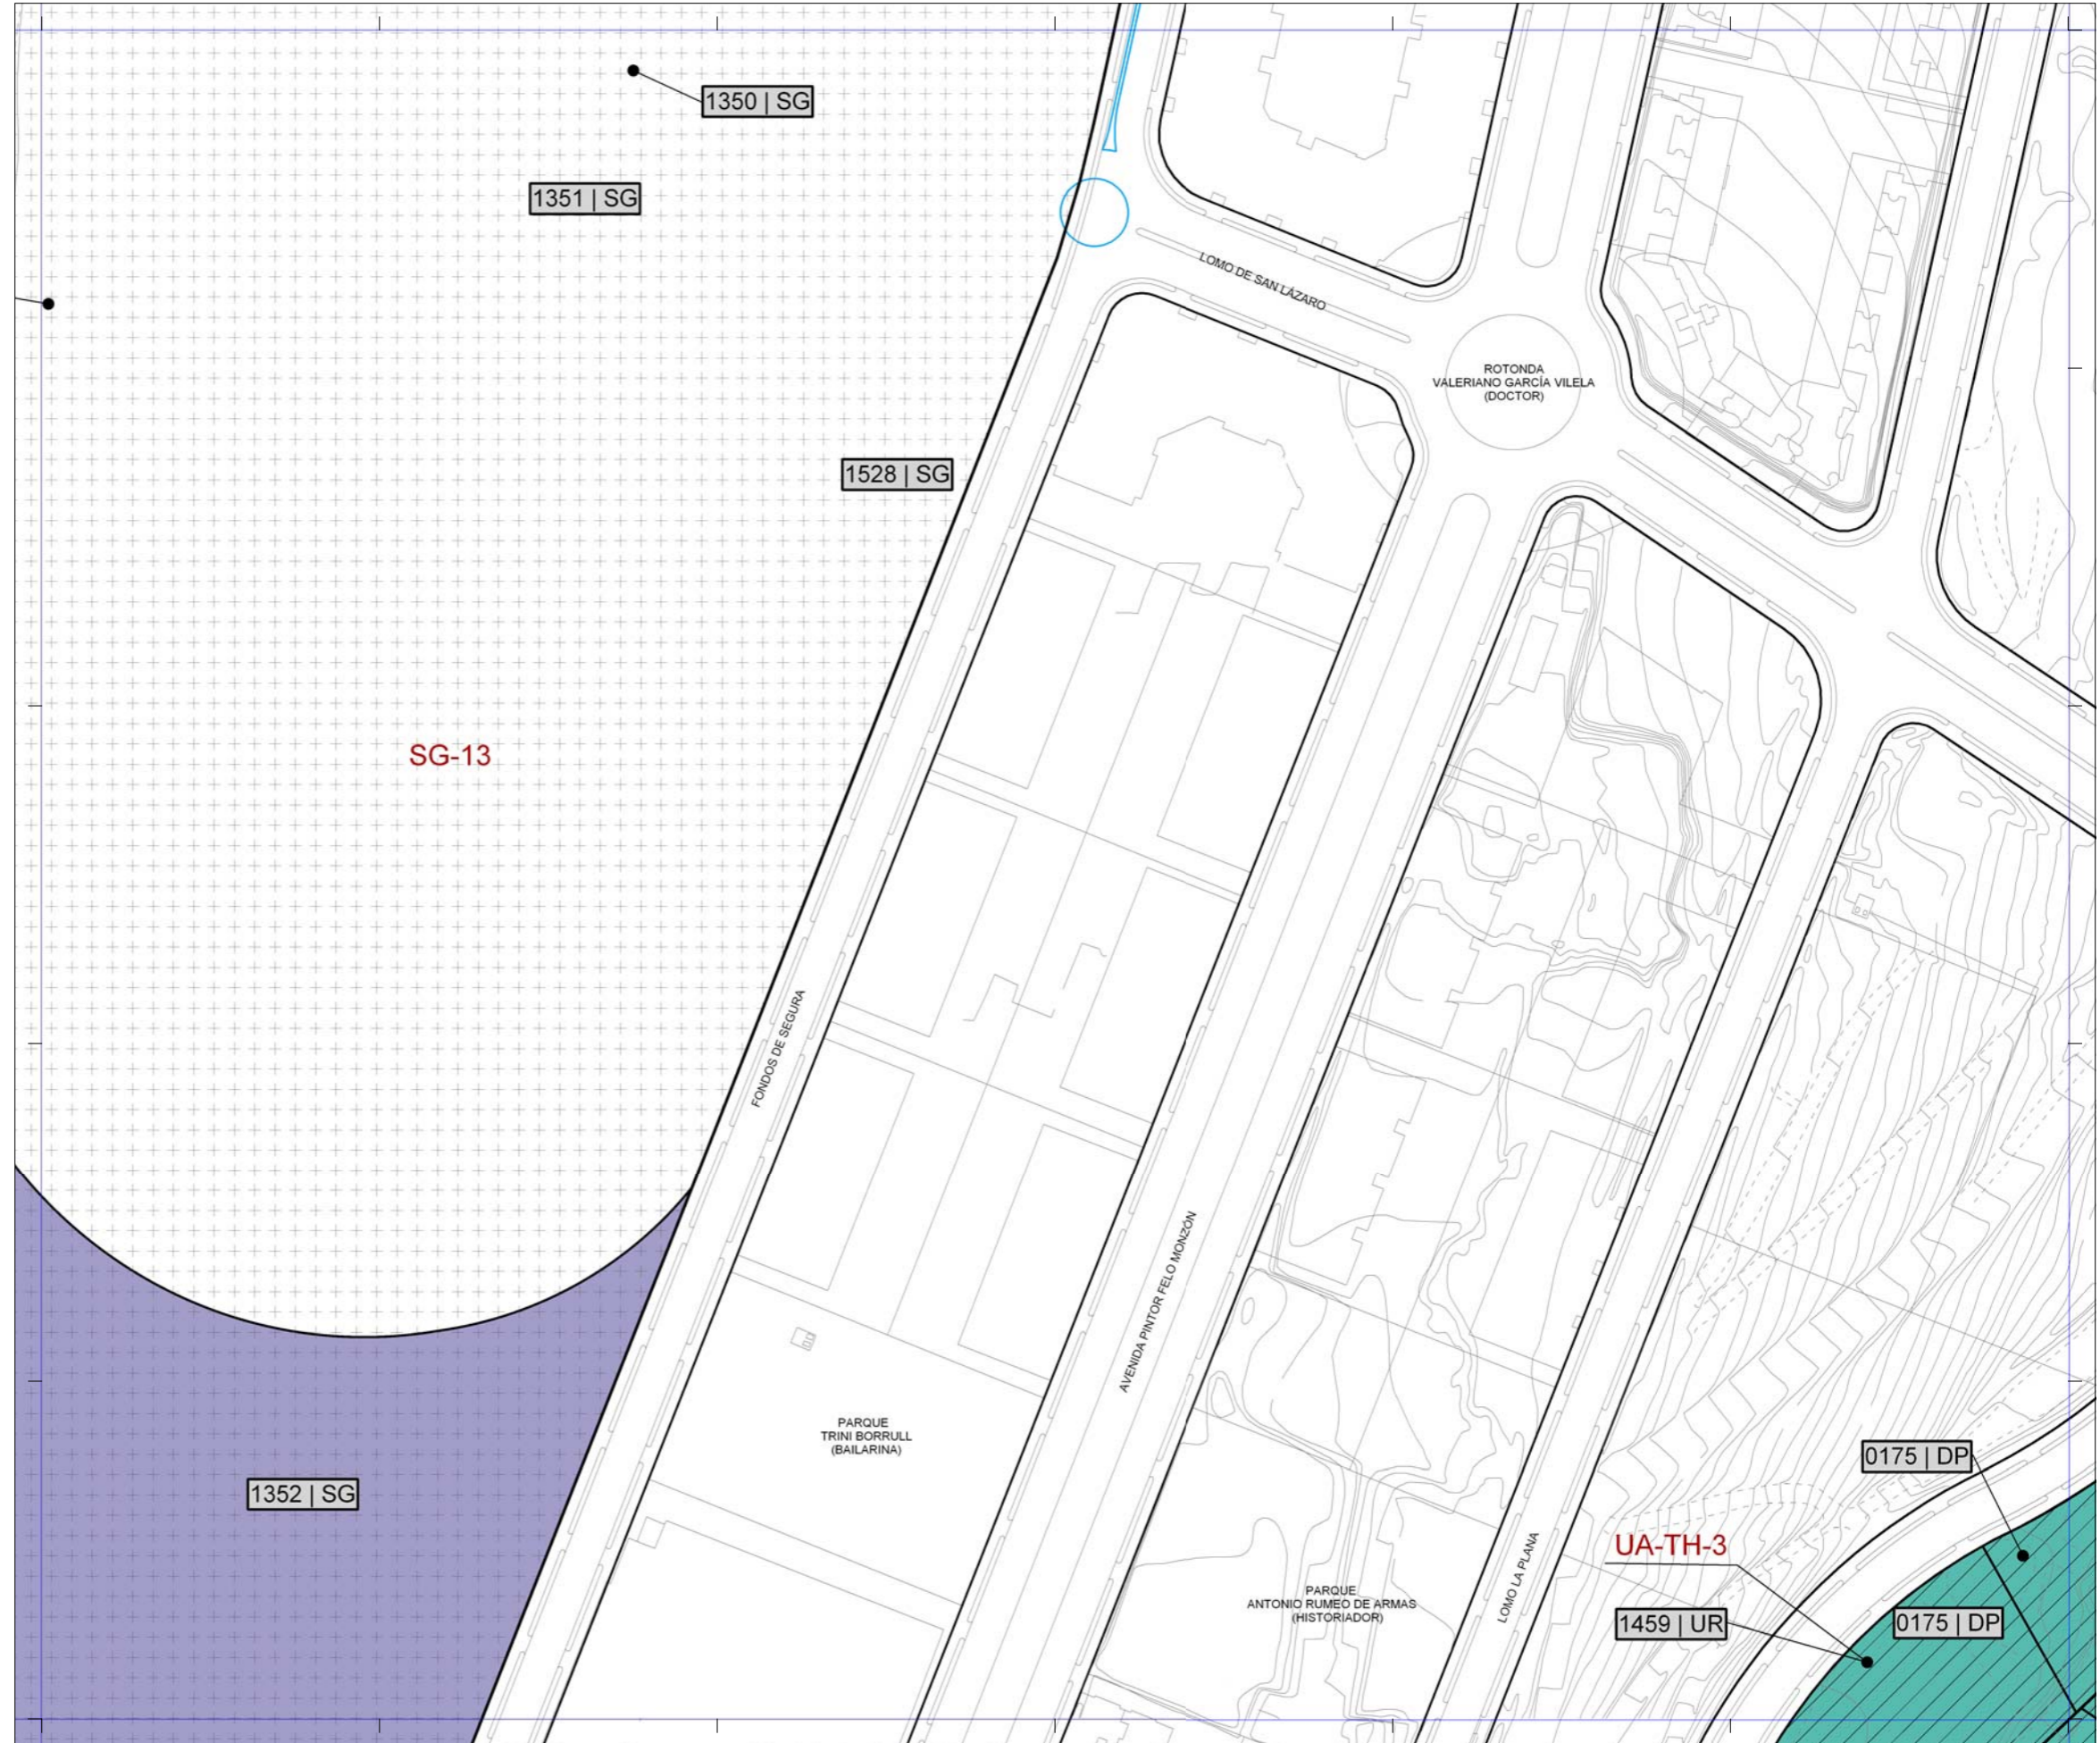 1350 | SG
1351 | SG
LOMO DE SAN LÁZARO
ROTONDA
VALERIANO GARCÍA VILELA
(DOCTOR)
1528 | SG
SG-13
FONDOS DE SEGURA
AVENIDA PINTOR FELO MONZÓN
PARQUE
TRINI BORRULL
(BAILARINA)
0175 | DP
1352 | SG
UA-TH-3
LOMO LA PLANA
PARQUE
ANTONIO RUMEO DE ARMAS
(HISTORIADOR)
1459 | UR
0175 | DP